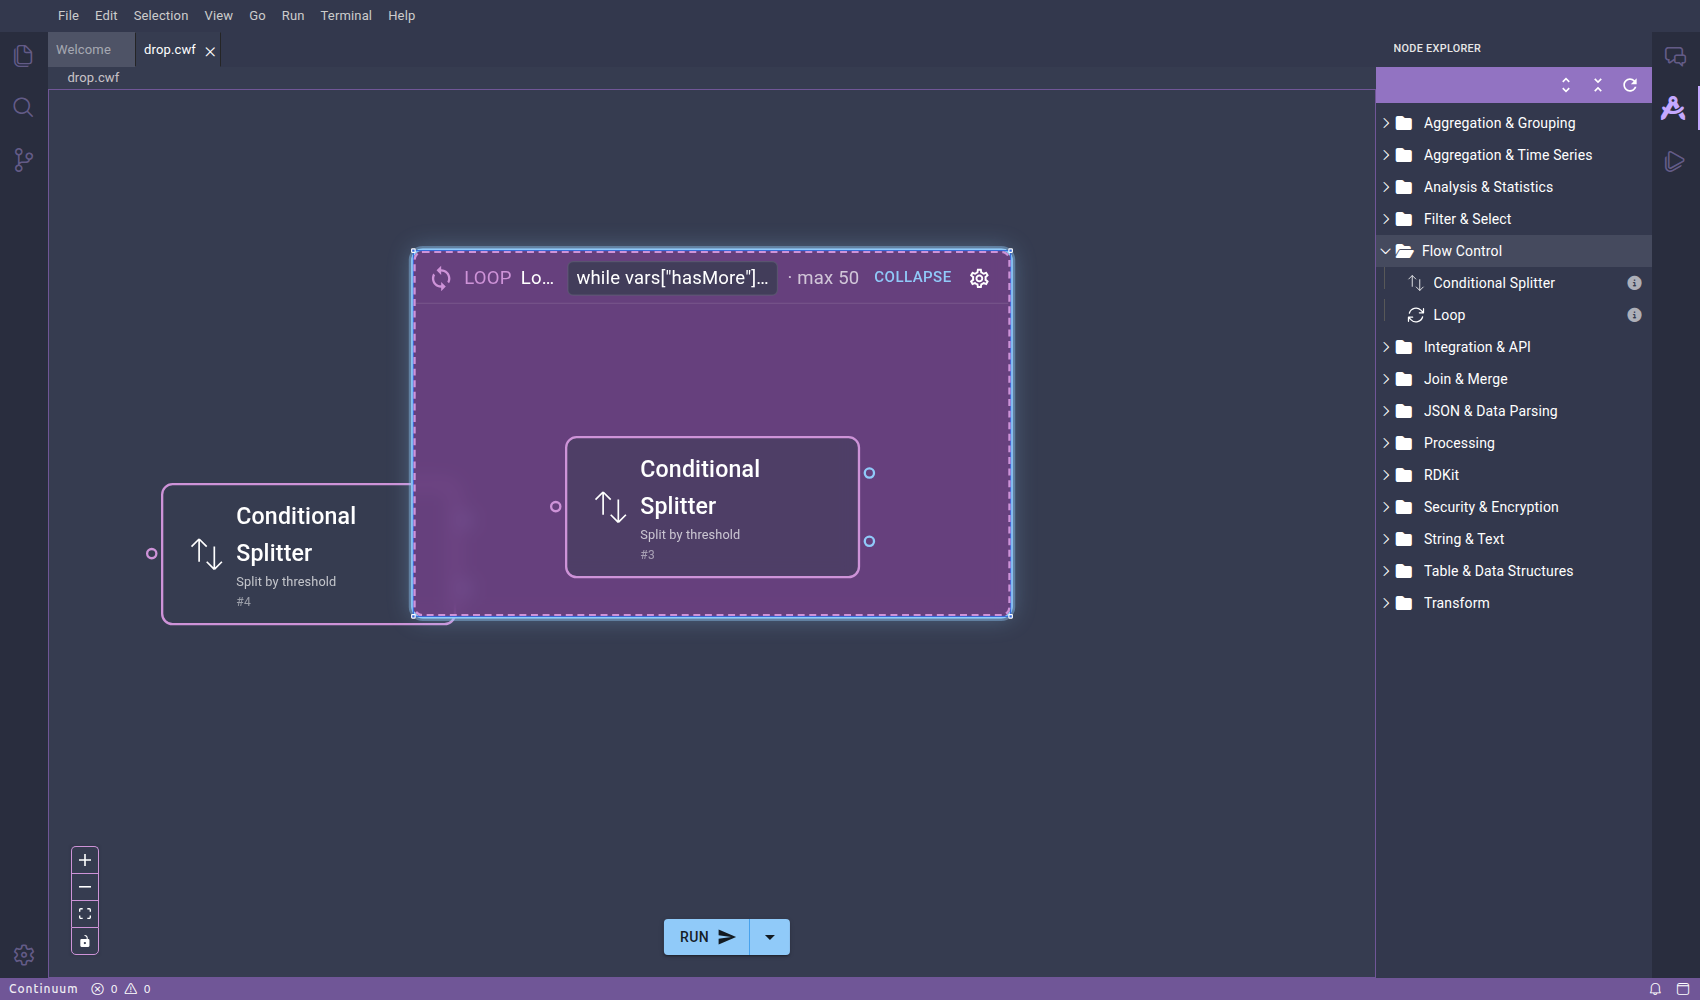 File Edit Selection View Go Run Terminal Help
Welcome drop.cwf
drop.cwf
LOOP Lo... while vars["hasMore"]... · max 50 COLLAPSE
Conditional
Splitter
Split by threshold
#3
Conditional
Splitter
Split by threshold
#4
RUN
NODE EXPLORER
Aggregation & Grouping
Aggregation & Time Series
Analysis & Statistics
Filter & Select
Flow Control
Conditional Splitter
Loop
Integration & API
Join & Merge
JSON & Data Parsing
Processing
RDKit
Security & Encryption
String & Text
Table & Data Structures
Transform
Continuum 0 0